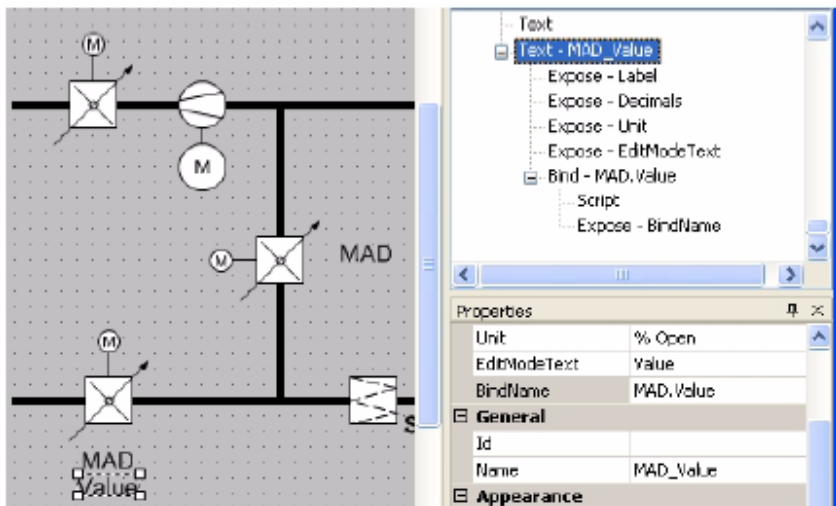 M
M
M
MAD
M
MAD
Value
S
Text
Text - MAD_Value
Expose - Label
Expose - Decimals
Expose - Unit
Expose - EditModeText
Bind - MAD.Value
Script
Expose - BindName
Properties
Unit % Open
EditModeText Value
BindName MAD.Value
General
Id
Name MAD_Value
Appearance